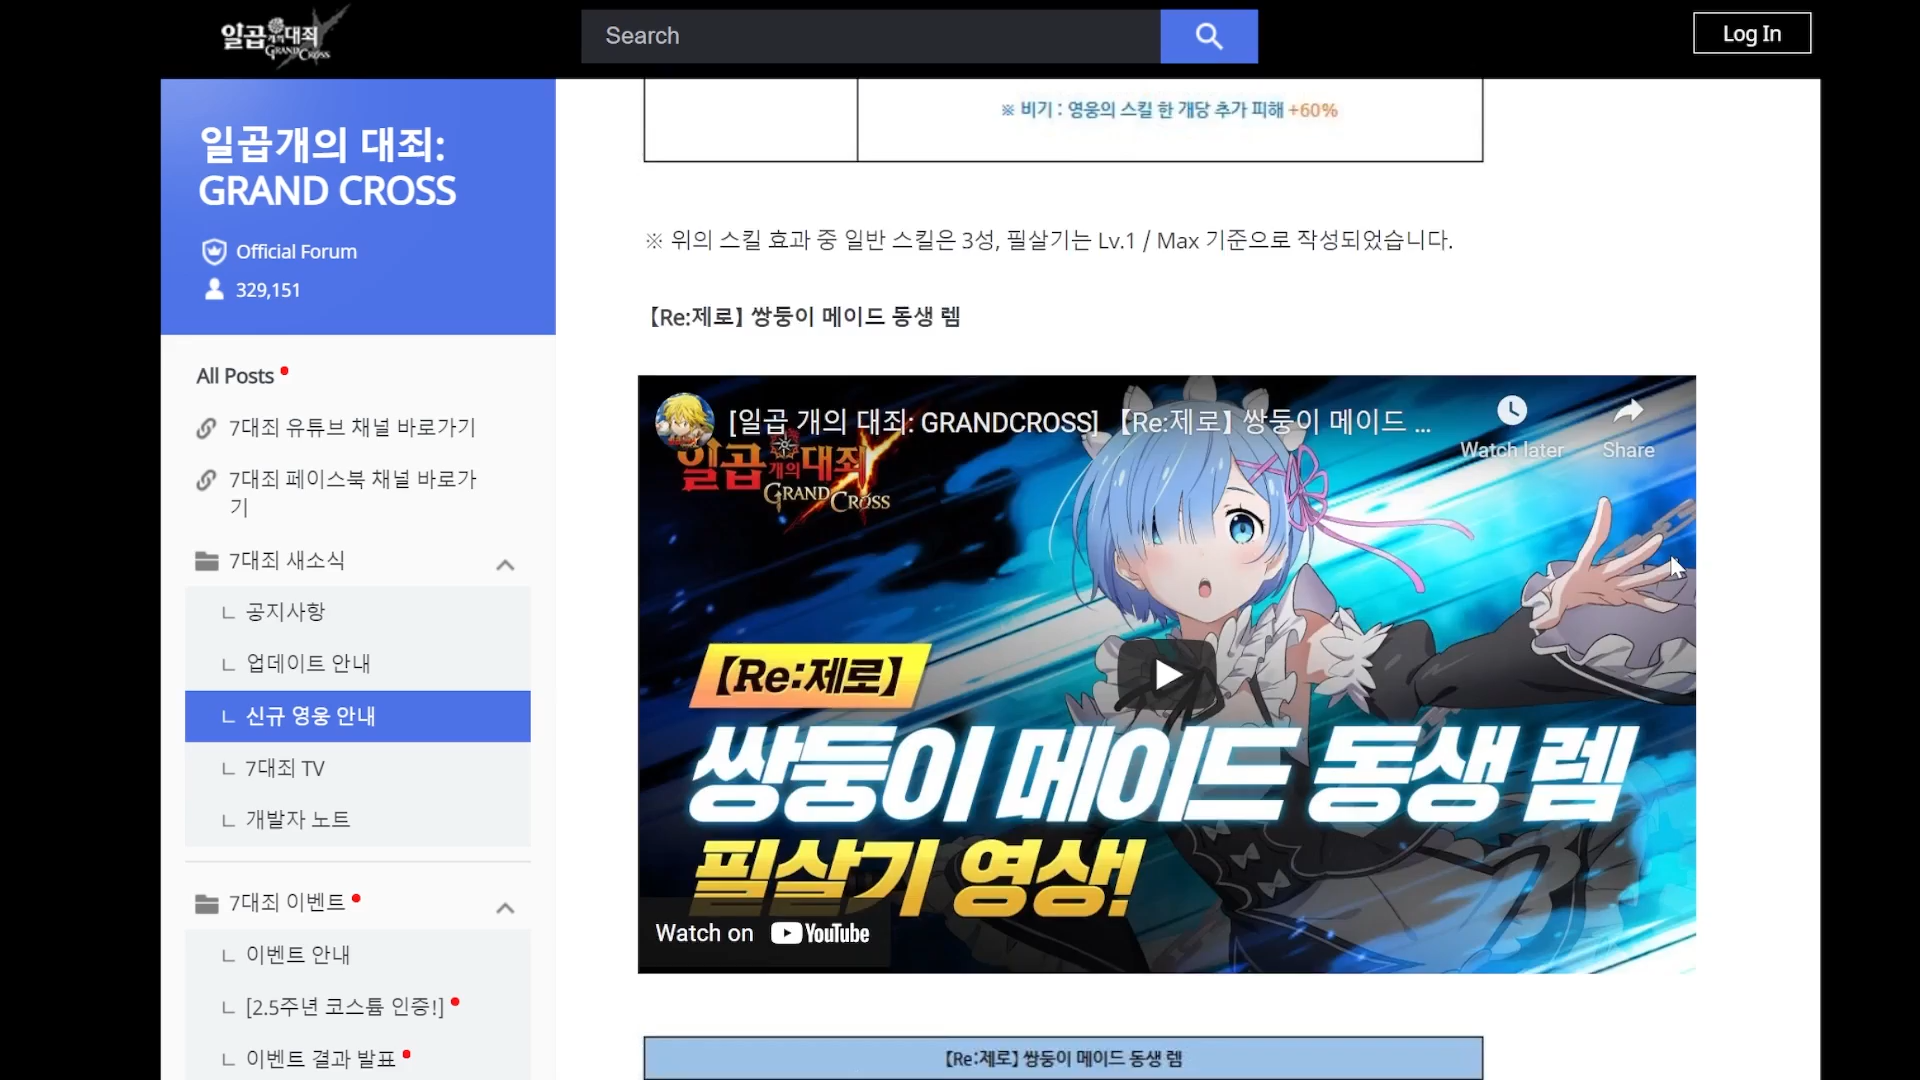 일곱개의대죄
GRAND CROSS
Search
Log In
일곱개의 대죄:
GRAND CROSS
Official Forum
329,151
All Posts
7대죄 유튜브 채널 바로가기
7대죄 페이스북 채널 바로가
기
7대죄 새소식
ㄴ 공지사항
ㄴ 업데이트 안내
ㄴ 신규 영웅 안내
ㄴ 7대죄 TV
ㄴ 개발자 노트
7대죄 이벤트
ㄴ 이벤트 안내
ㄴ [2.5주년 코스튬 인증!]
ㄴ 이벤트 결과 발표
※ 비기 : 영웅의 스킬 한 개당 추가 피해 +60%
※ 위의 스킬 효과 중 일반 스킬은 3성, 필살기는 Lv.1 / Max 기준으로 작성되었습니다.
【Re:제로】 쌍둥이 메이드 동생 렘
[일곱 개의 대죄: GRANDCROSS] 【Re:제로】 쌍둥이 메이드 ...
Watch later
Share
일곱개의대죄
GRAND CROSS
【Re:제로】
쌍둥이 메이드 동생 렘
필살기 영상!
Watch on YouTube
【Re:제로】 쌍둥이 메이드 동생 렘